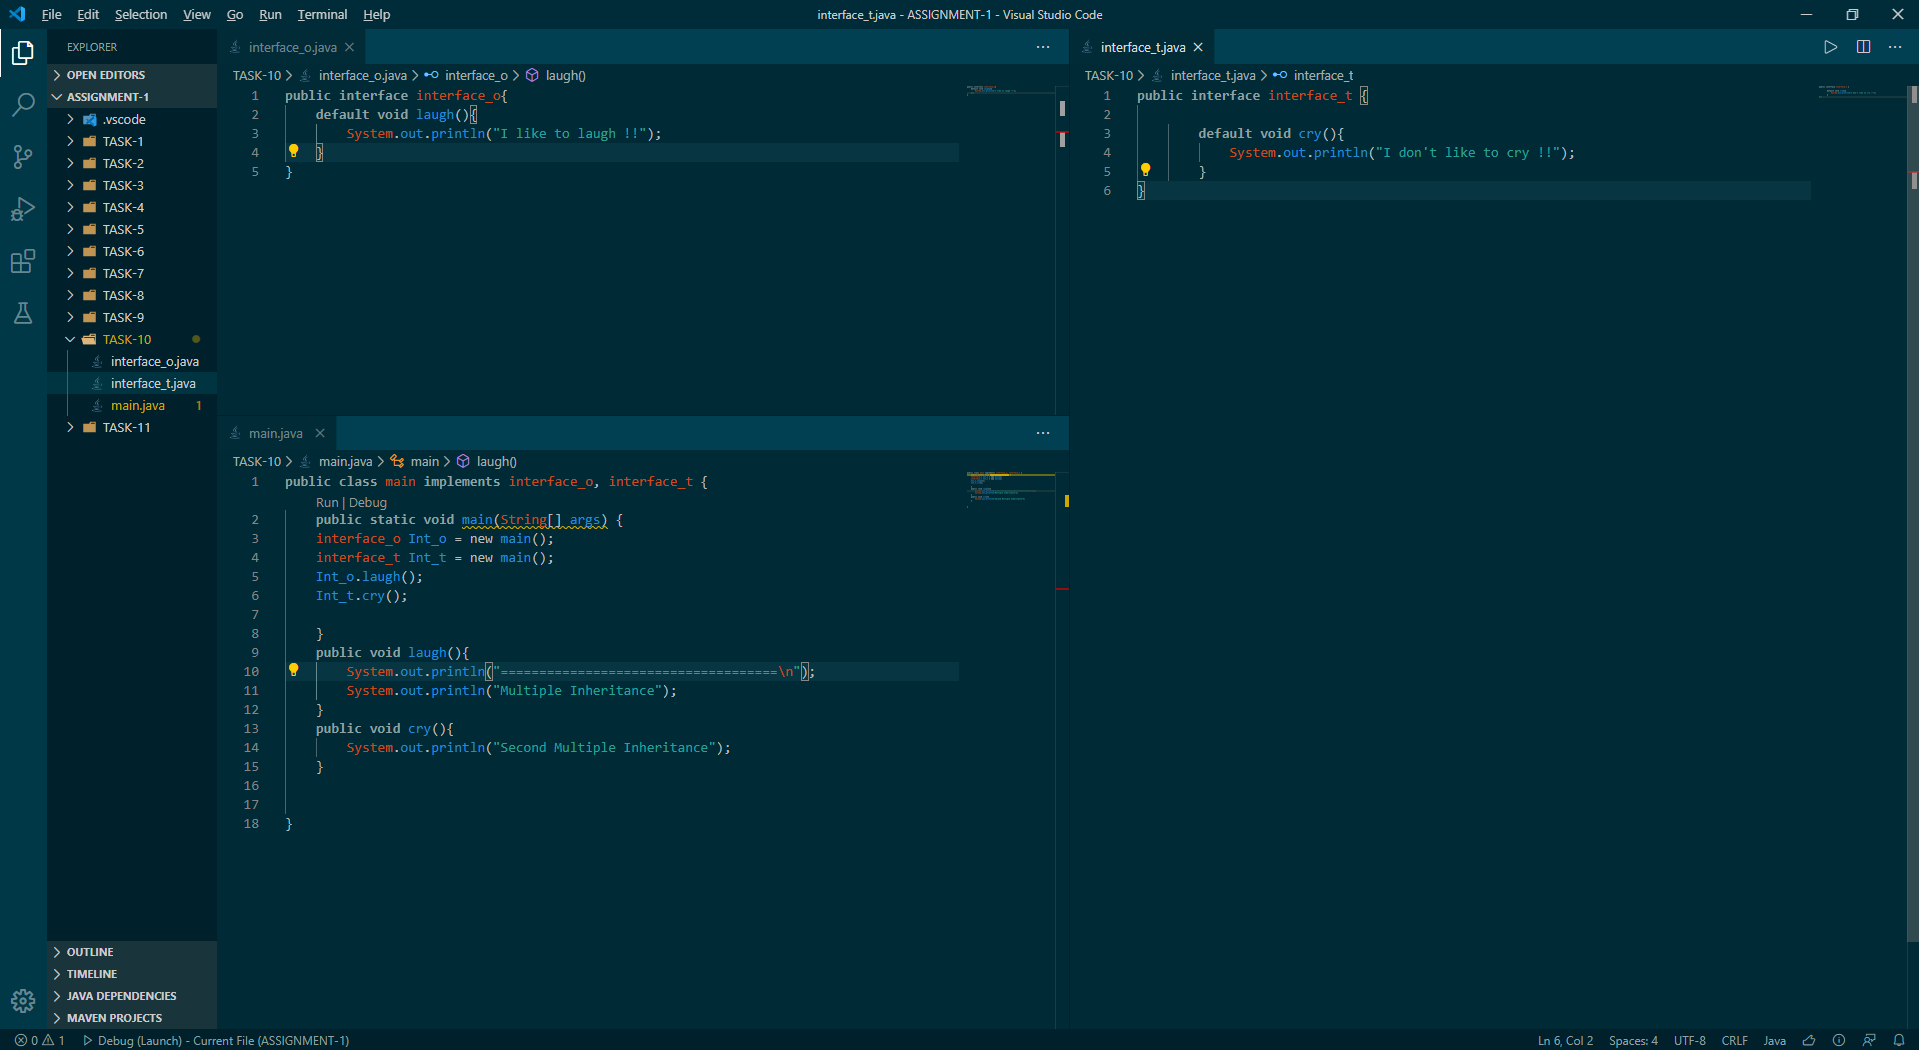 File Edit Selection View Go Run Terminal Help
interface_t.java - ASSIGNMENT-1 - Visual Studio Code
EXPLORER
OPEN EDITORS
ASSIGNMENT-1
.vscode
TASK-1
TASK-2
TASK-3
TASK-4
TASK-5
TASK-6
TASK-7
TASK-8
TASK-9
TASK-10
interface_o.java
interface_t.java
main.java 1
TASK-11
OUTLINE
TIMELINE
JAVA DEPENDENCIES
MAVEN PROJECTS
interface_o.java
TASK-10 > interface_o.java > interface_o > laugh()
1 public interface interface_o{
2 default void laugh(){
3 System.out.println("I like to laugh !!");
4 }
5 }
main.java
TASK-10 > main.java > main > laugh()
1 public class main implements interface_o, interface_t {
Run | Debug
2 public static void main(String[] args) {
3 interface_o Int_o = new main();
4 interface_t Int_t = new main();
5 Int_o.laugh();
6 Int_t.cry();
7
8 }
9 public void laugh(){
10 System.out.println("====================================\n");
11 System.out.println("Multiple Inheritance");
12 }
13 public void cry(){
14 System.out.println("Second Multiple Inheritance");
15 }
16
17
18 }
interface_t.java
TASK-10 > interface_t.java > interface_t
1 public interface interface_t {
2
3 default void cry(){
4 System.out.println("I don't like to cry !!");
5 }
6 }
0 1 Debug (Launch) - Current File (ASSIGNMENT-1)
Ln 6, Col 2 Spaces: 4 UTF-8 CRLF Java